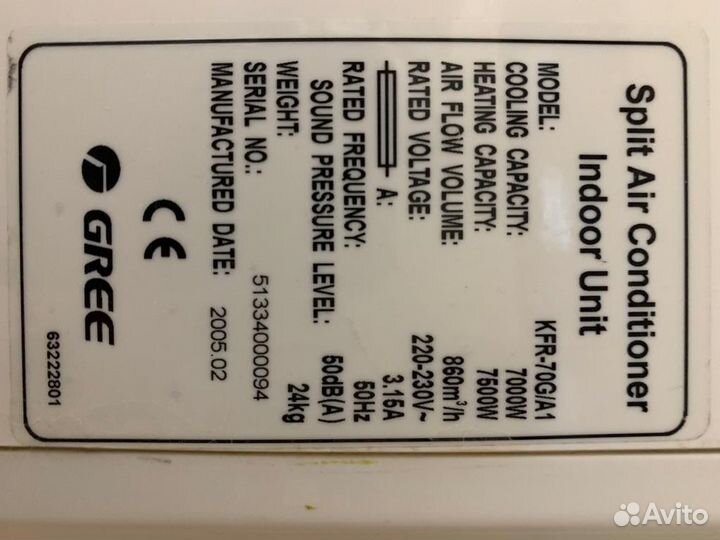 Split Air Conditioner
Indoor Unit
MODEL: KFR-70G/A1
COOLING CAPACITY: 7000W
HEATING CAPACITY: 7500W
AIR FLOW VOLUME: 860m³/h
RATED VOLTAGE: 220-230V~
A: 3.15A
RATED FREQUENCY: 50Hz
SOUND PRESSURE LEVEL: 50dB(A)
WEIGHT: 24kg
SERIAL NO.: 51334000094
MANUFACTURED DATE: 2005.02
CE
GREE
63222801
Avito